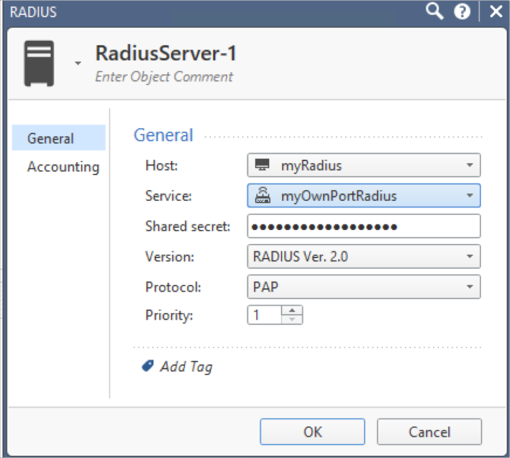 RADIUS
RadiusServer-1
Enter Object Comment
General
Accounting
General
Host: myRadius
Service: myOwnPortRadius
Shared secret: ••••••••••••••••••
Version: RADIUS Ver. 2.0
Protocol: PAP
Priority: 1
Add Tag
OK Cancel